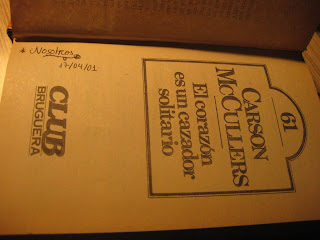 * Nosotros
17/04/01
61
CARSON
McCULLERS
El corazón
es un cazador
solitario
CLUB
BRUGUERA